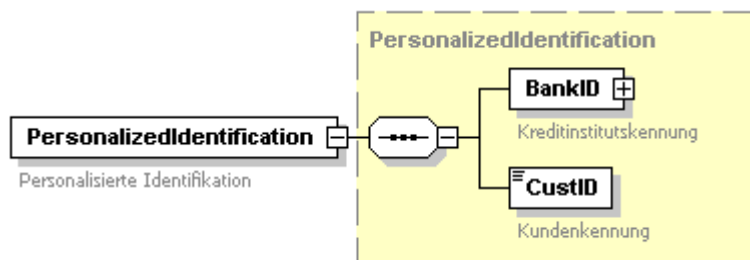 PersonalizedIdentification
BankID
Kreditinstitutskennung
PersonalizedIdentification
Personalisierte Identifikation
CustID
Kundenkennung